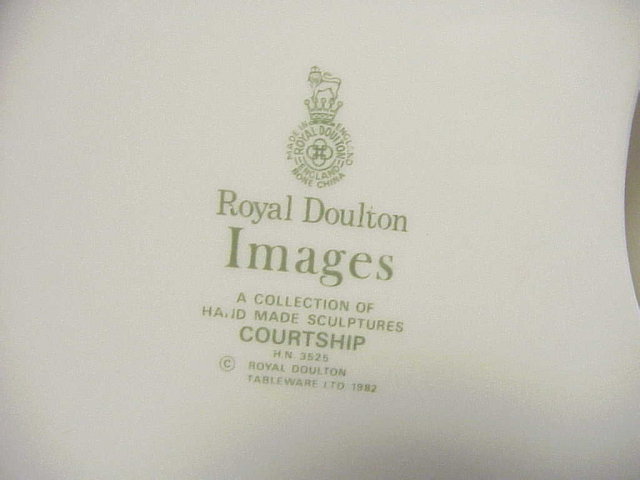 MADE IN ENGLAND
ROYAL DOULTON
ENGLAND
BONE CHINA
Royal Doulton
Images
A COLLECTION OF
HAND MADE SCULPTURES
COURTSHIP
H.N 3525
© ROYAL DOULTON
TABLEWARE LTD 1982